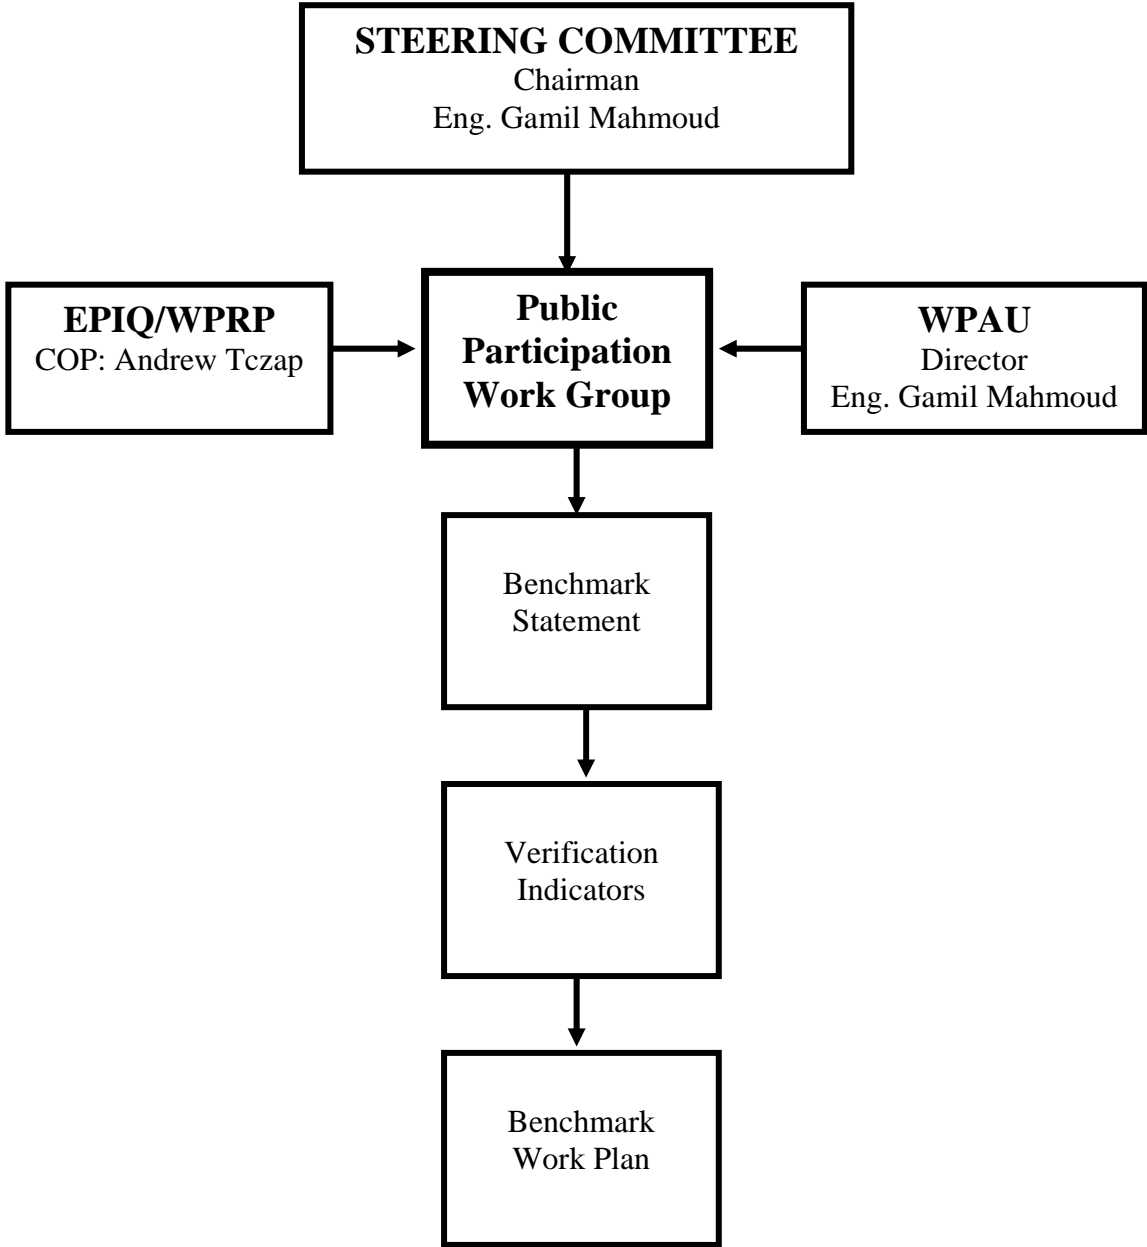 STEERING COMMITTEE
Chairman
Eng. Gamil Mahmoud
EPIQ/WPRP
COP: Andrew Tczap
Public
Participation
Work Group
WPAU
Director
Eng. Gamil Mahmoud
Benchmark
Statement
Verification
Indicators
Benchmark
Work Plan